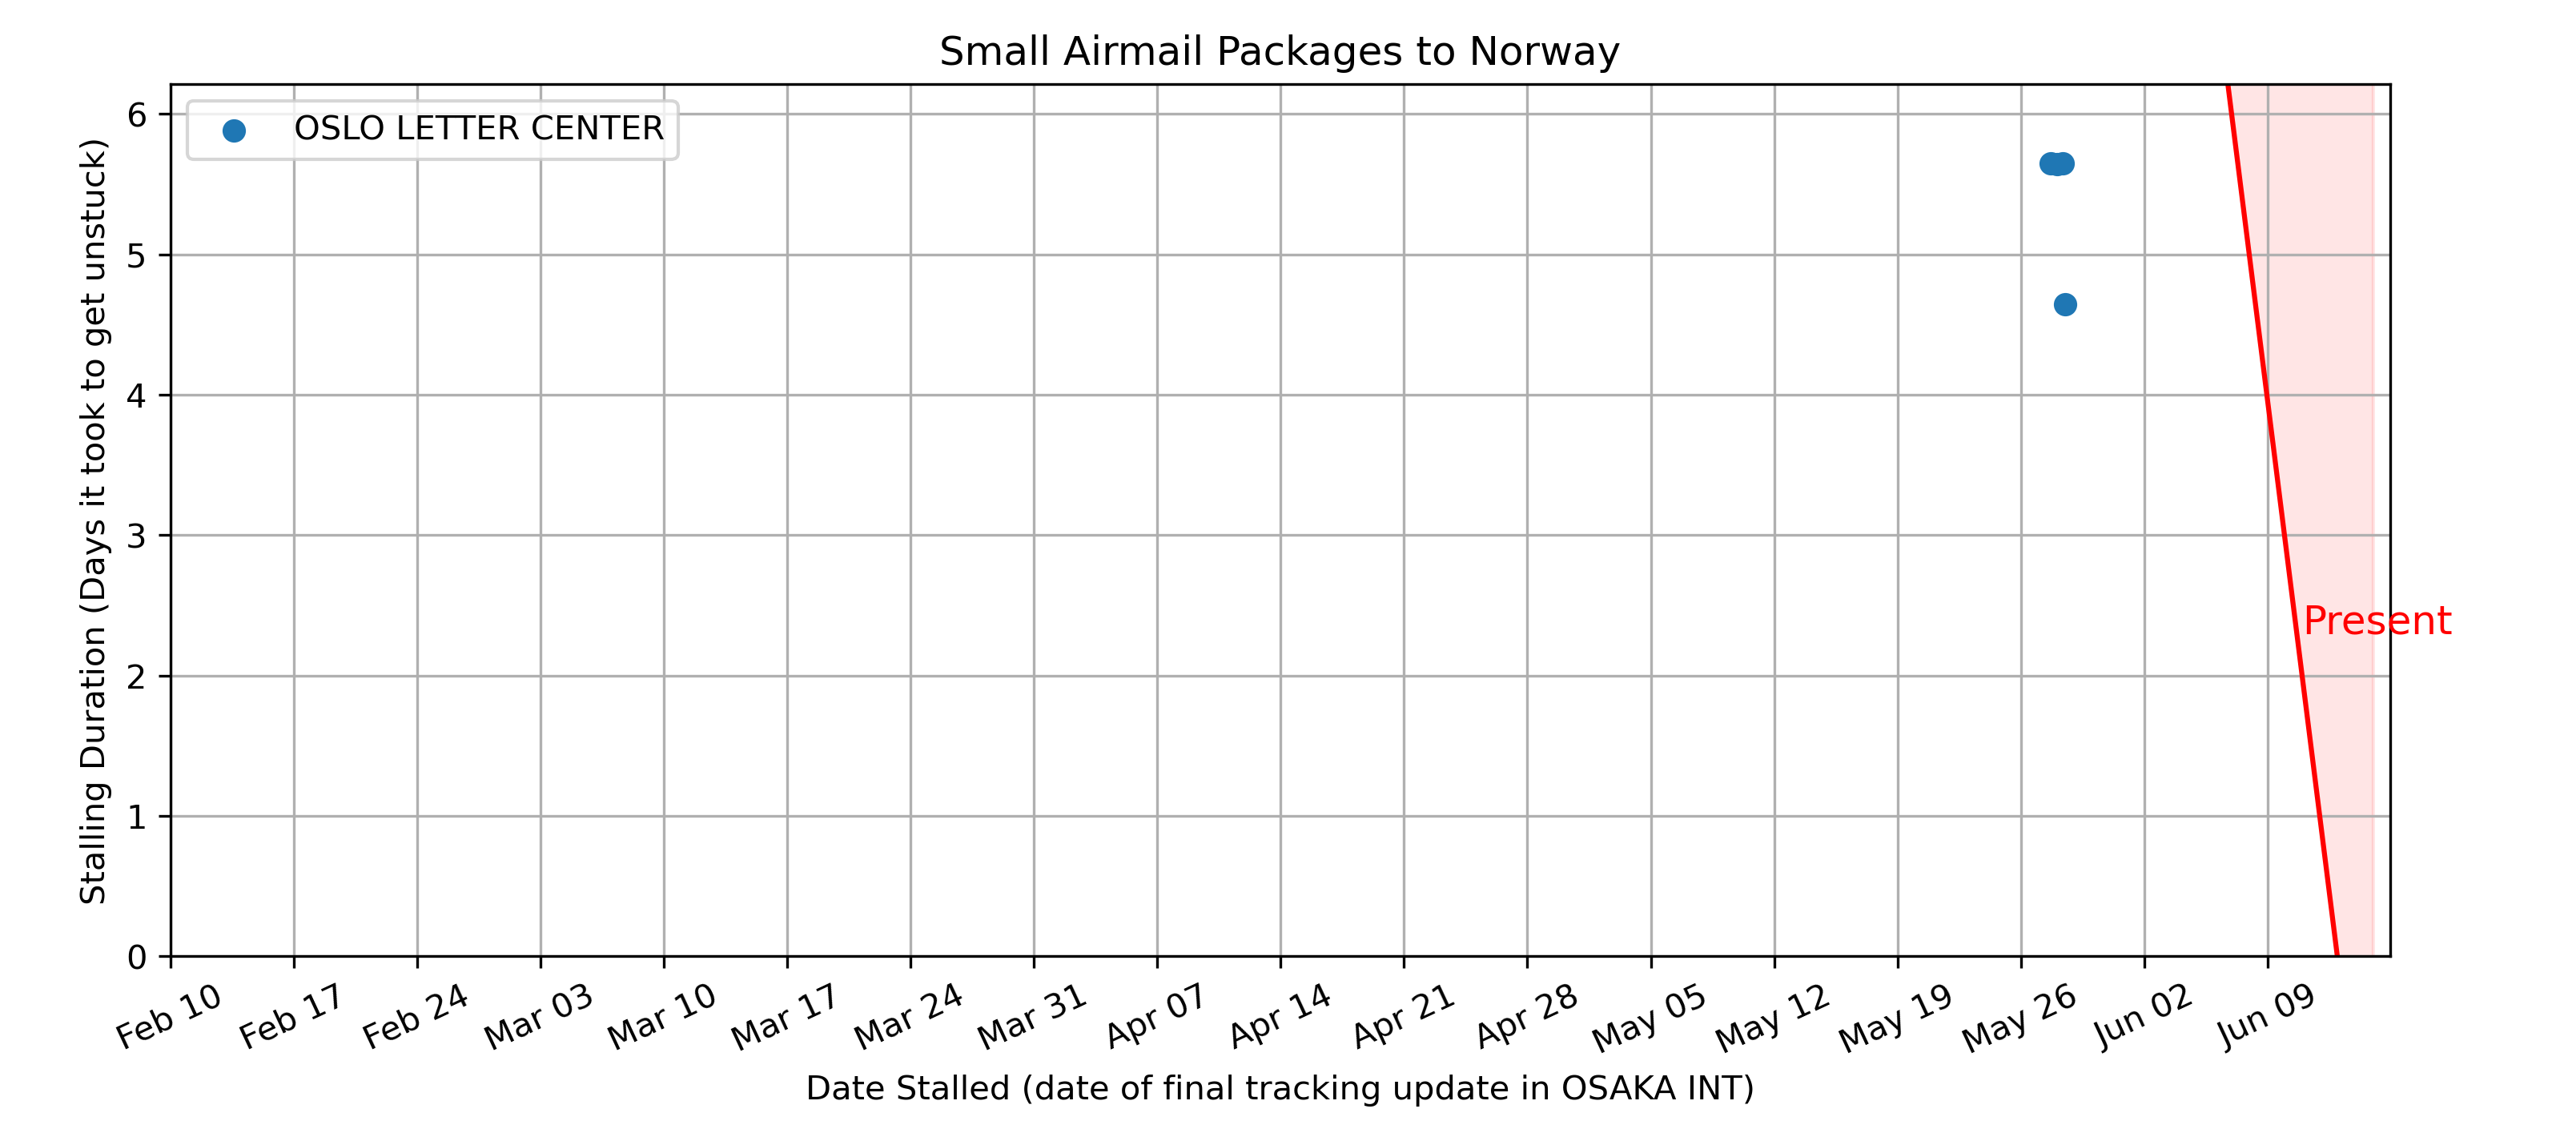 Small Airmail Packages to Norway
OSLO LETTER CENTER
Stalling Duration (Days it took to get unstuck)
6
5
4
3
2
1
0
Present
Feb 10
Feb 17
Feb 24
Mar 03
Mar 10
Mar 17
Mar 24
Mar 31
Apr 07
Apr 14
Apr 21
Apr 28
May 05
May 12
May 19
May 26
Jun 02
Jun 09
Date Stalled (date of final tracking update in OSAKA INT)